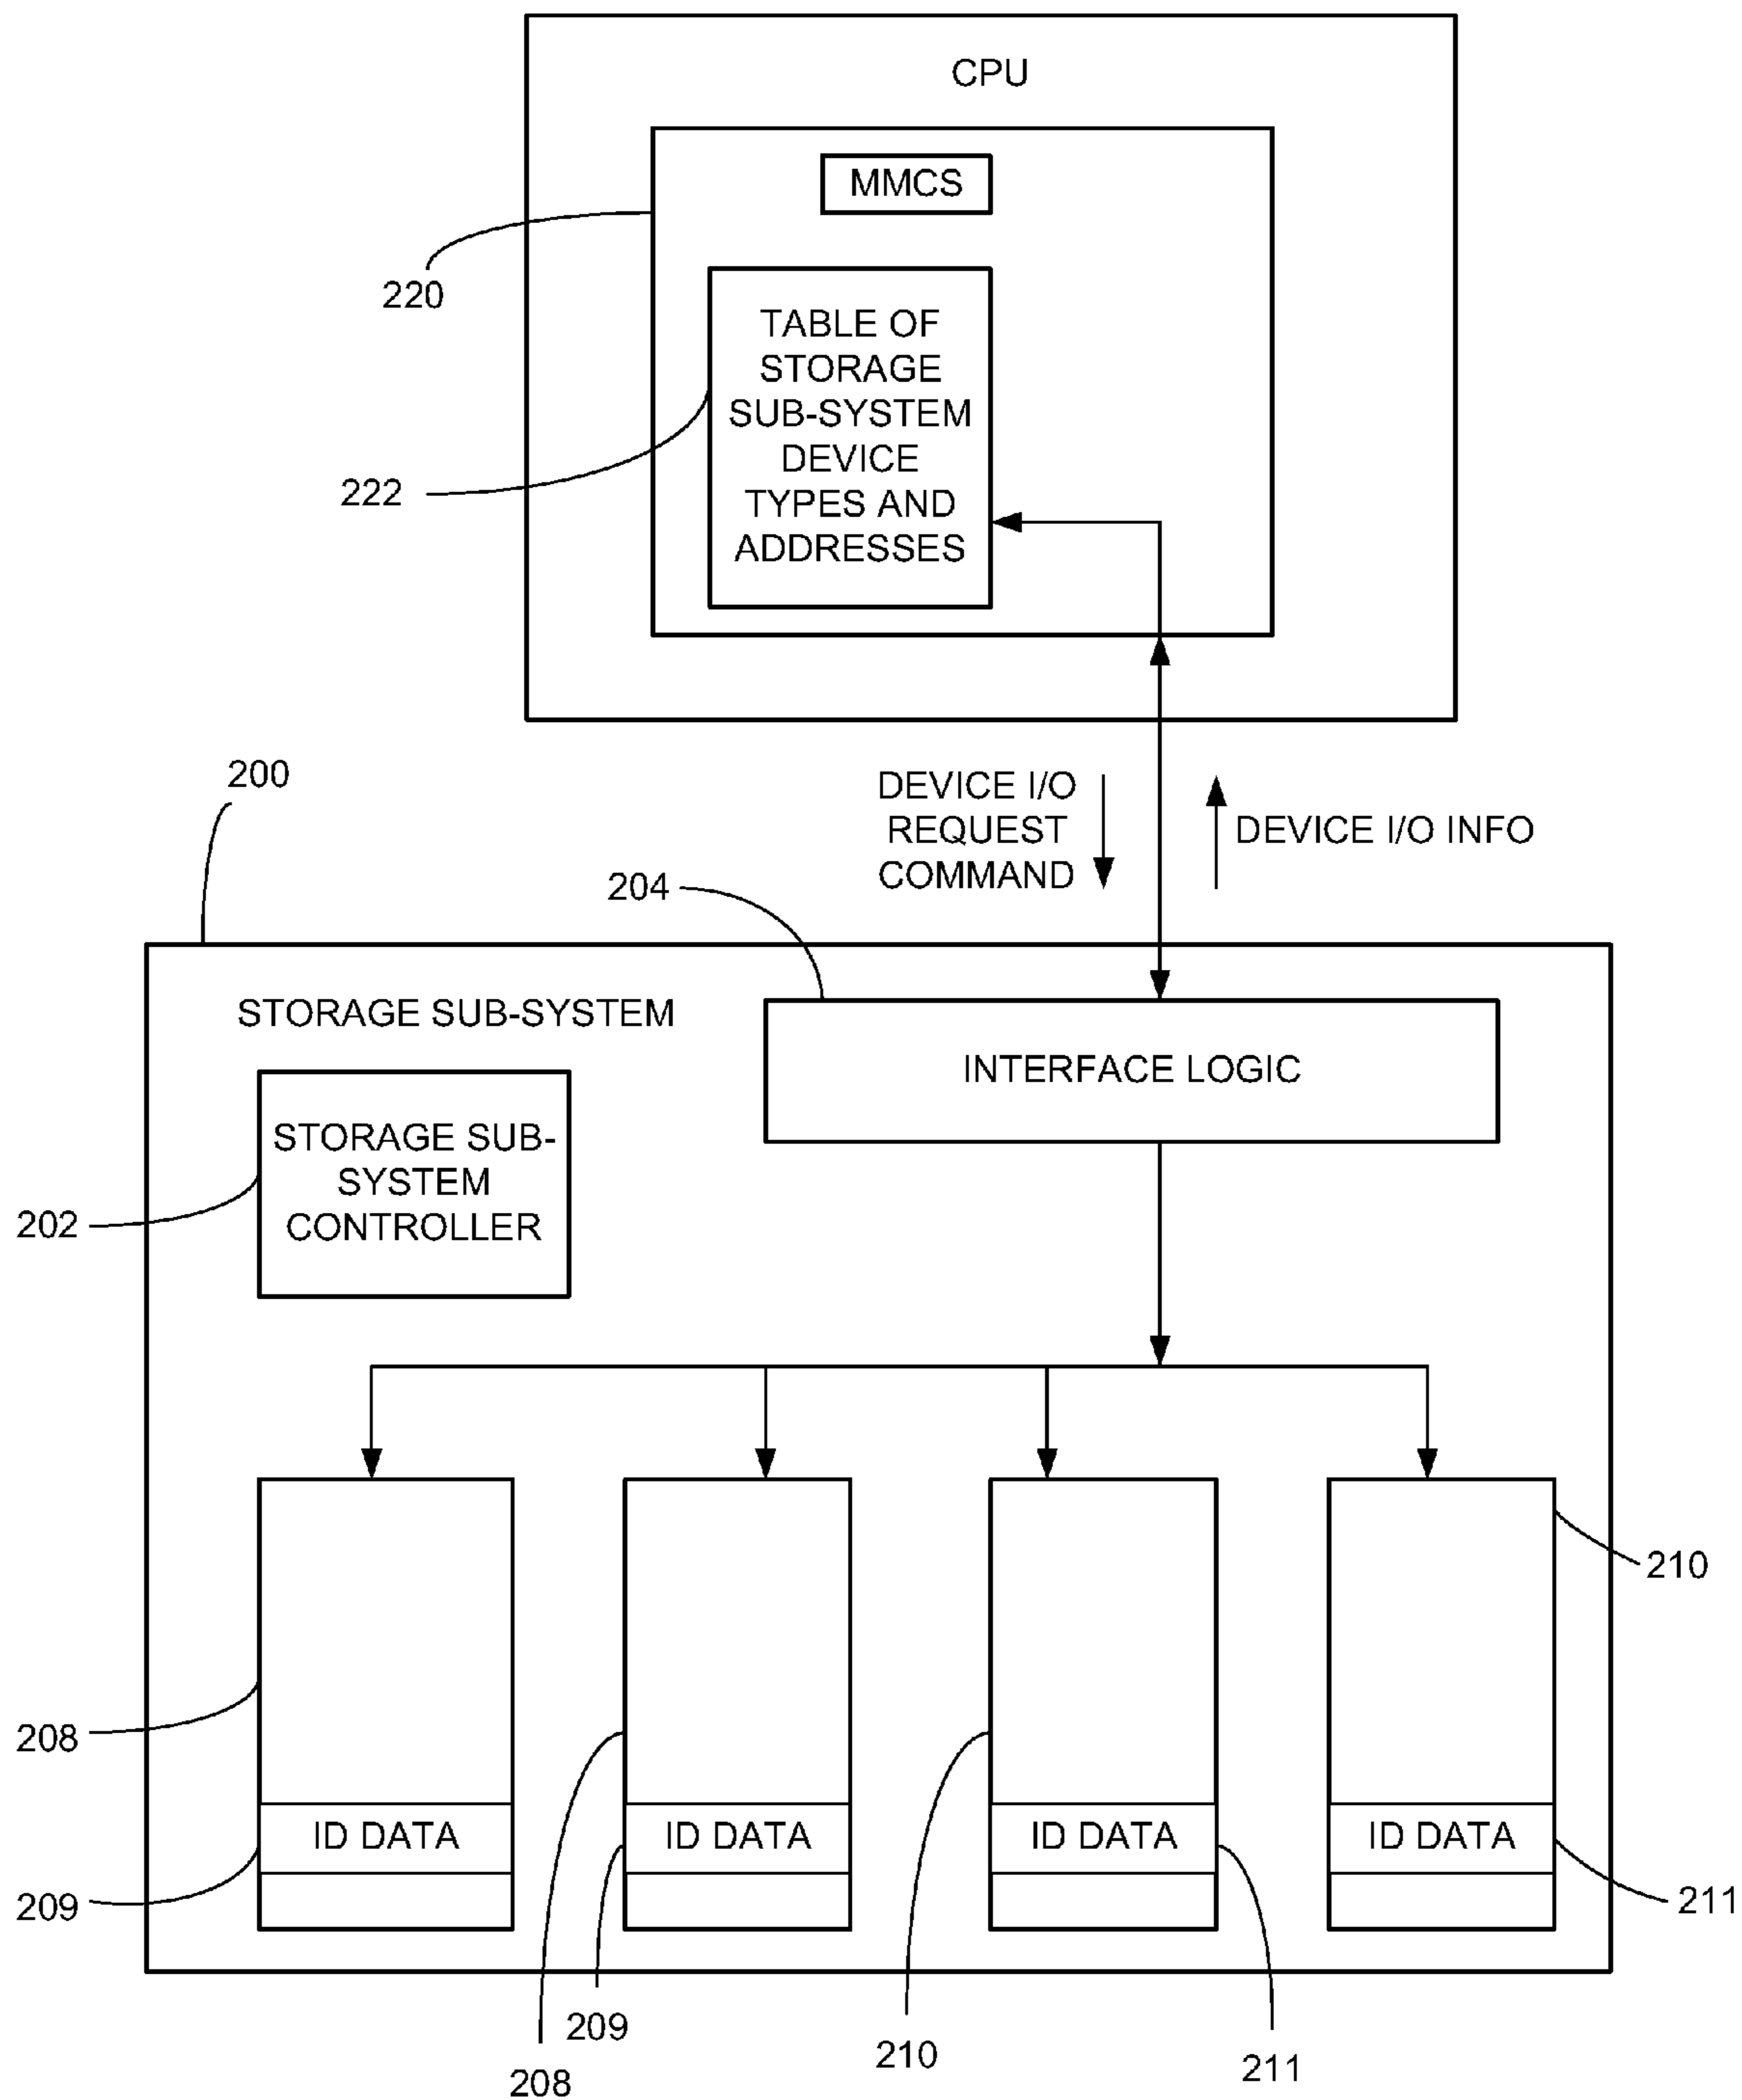 CPU
MMCS
220
TABLE OF
STORAGE
SUB-SYSTEM
DEVICE
TYPES AND
ADDRESSES
222
200
DEVICE I/O
REQUEST
COMMAND
DEVICE I/O INFO
204
STORAGE SUB-SYSTEM
INTERFACE LOGIC
STORAGE SUB-
SYSTEM
CONTROLLER
202
210
208
ID DATA
ID DATA
ID DATA
ID DATA
209
211
209
208
210
211